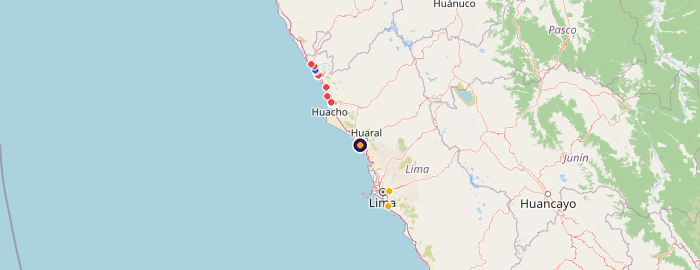 Huánuco
Pasco
Huacho
Huaral
Lima
Junín
Lima
Huancayo